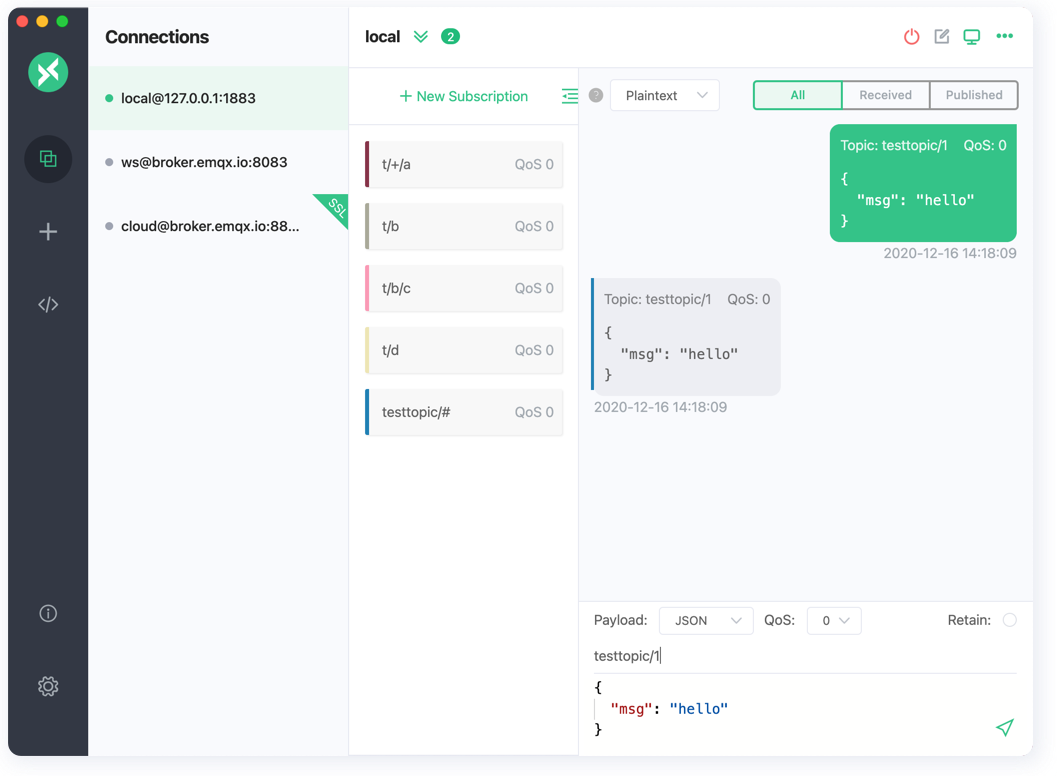 Connections
local@127.0.0.1:1883
ws@broker.emqx.io:8083
SSL
cloud@broker.emqx.io:88...
local 2
+ New Subscription
t/+/a QoS 0
t/b QoS 0
t/b/c QoS 0
t/d QoS 0
testtopic/# QoS 0
? Plaintext All Received Published
Topic: testtopic/1 QoS: 0
{
"msg": "hello"
}
2020-12-16 14:18:09
Topic: testtopic/1 QoS: 0
{
"msg": "hello"
}
2020-12-16 14:18:09
Payload: JSON QoS: 0 Retain:
testtopic/1
{
"msg": "hello"
}